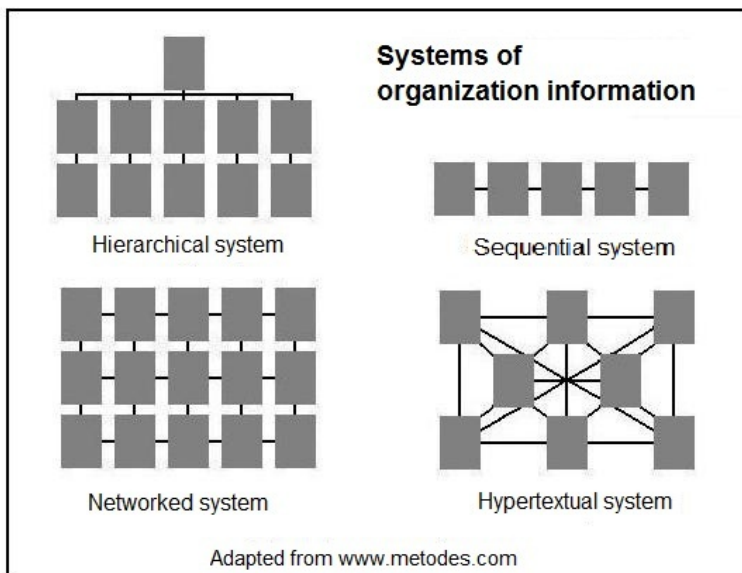 Systems of
organization information
Hierarchical system
Sequential system
Networked system
Hypertextual system
Adapted from www.metodes.com